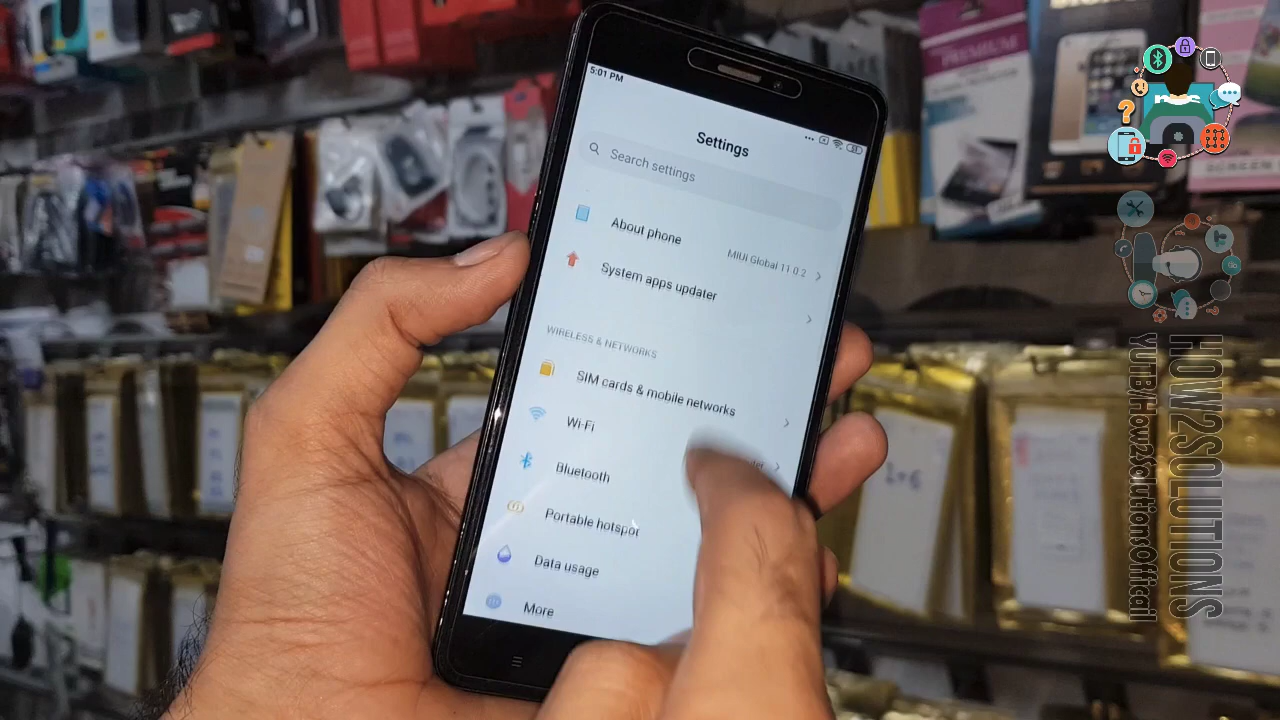 5:01 PM
Settings
Search settings
About phone
MIUI Global 11.0.2
System apps updater
WIRELESS & NETWORKS
SIM cards & mobile networks
Wi-Fi
Bluetooth
Portable hotspot
Data usage
More
PREMIUM
HOW2SOLUTIONS
YUTB/How2SolutionsOfficail